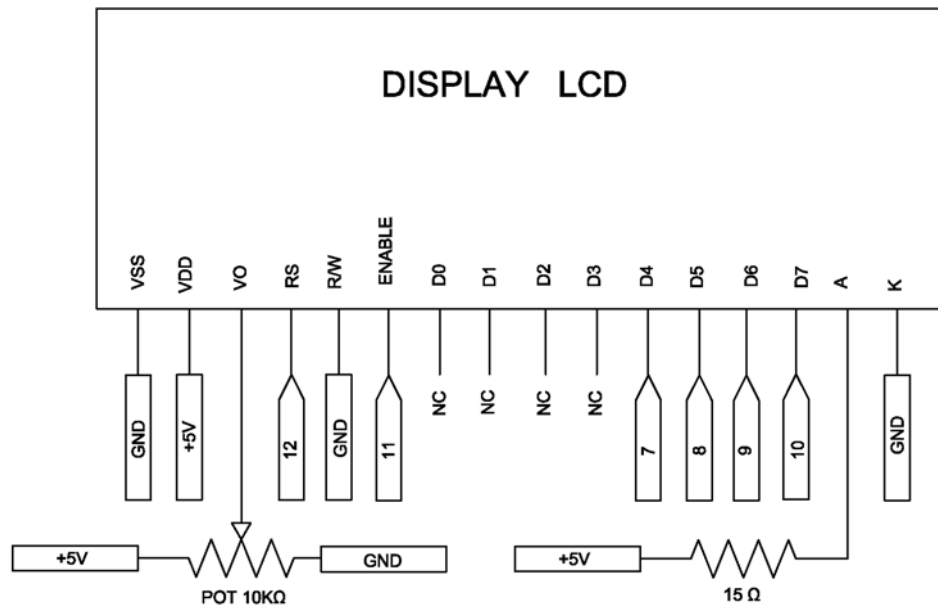 DISPLAY LCD
VSS
VDD
VO
RS
R/W
ENABLE
D0
D1
D2
D3
D4
D5
D6
D7
A
K
GND
+5V
12
GND
11
NC
NC
NC
NC
7
8
9
10
GND
+5V
GND
+5V
POT 10KΩ
15 Ω